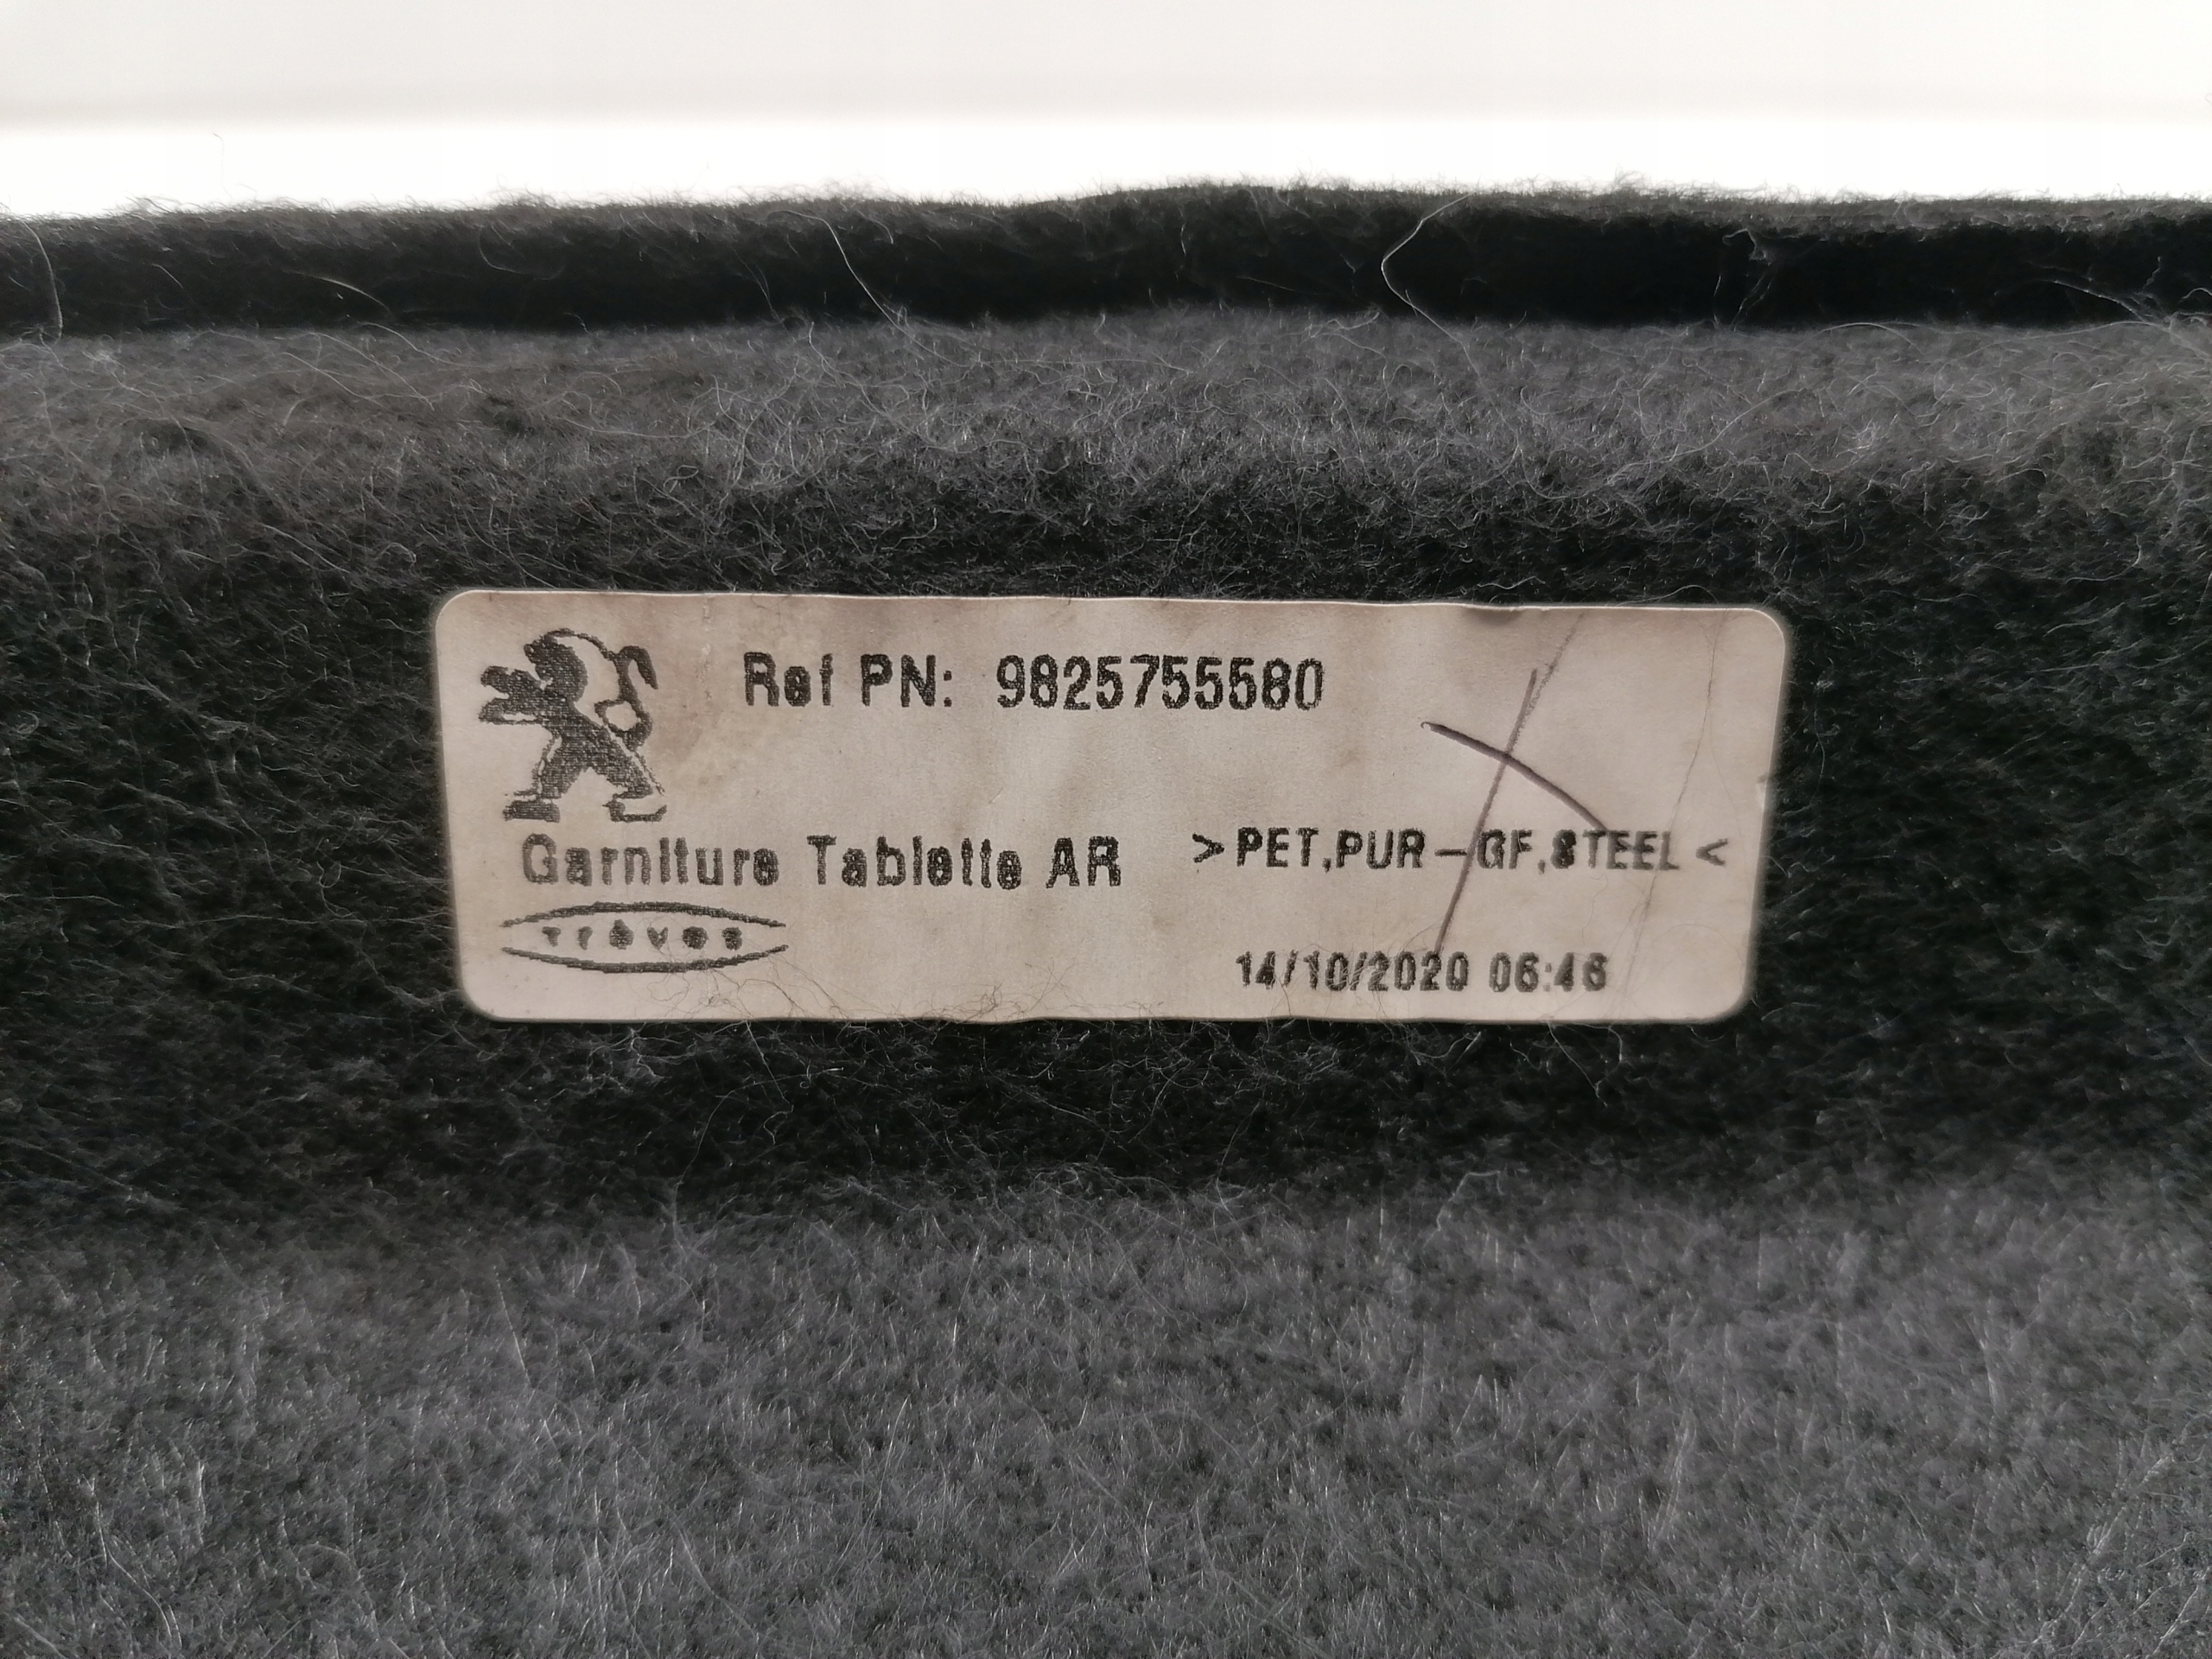 Ref PN: 9825755580
Garniture Tablette AR
>PET,PUR-GF,STEEL<
trèves
14/10/2020 06:46